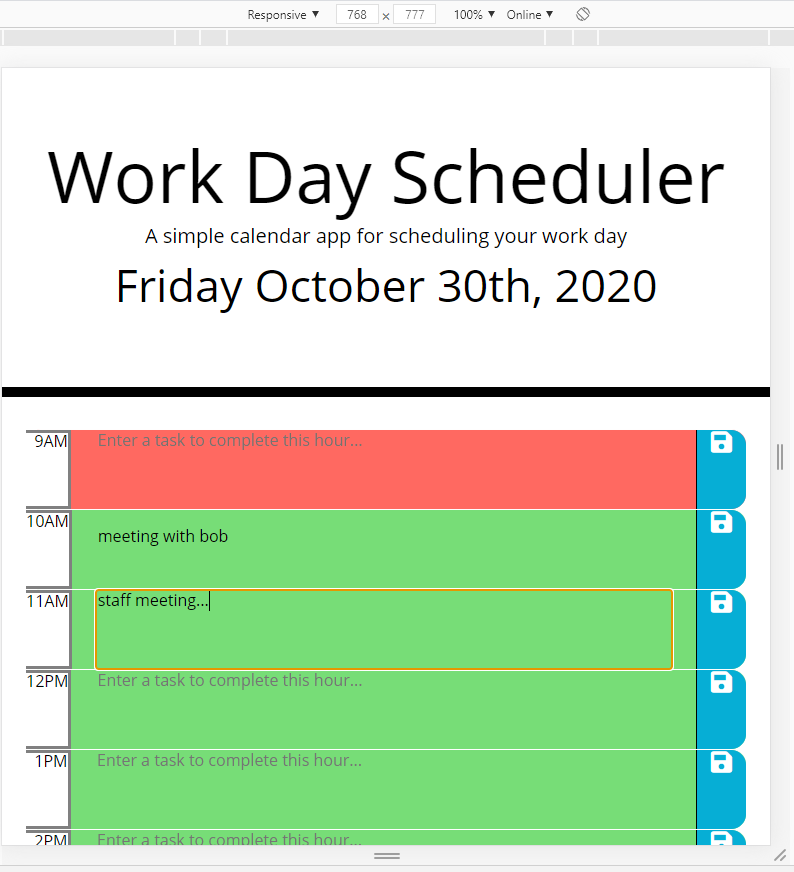 Responsive ▼ 768 × 777 100% ▼ Online ▼
Work Day Scheduler
A simple calendar app for scheduling your work day
Friday October 30th, 2020
9AM Enter a task to complete this hour...
10AM meeting with bob
11AM staff meeting...
12PM Enter a task to complete this hour...
1PM Enter a task to complete this hour...
2PM Enter a task to complete this hour...